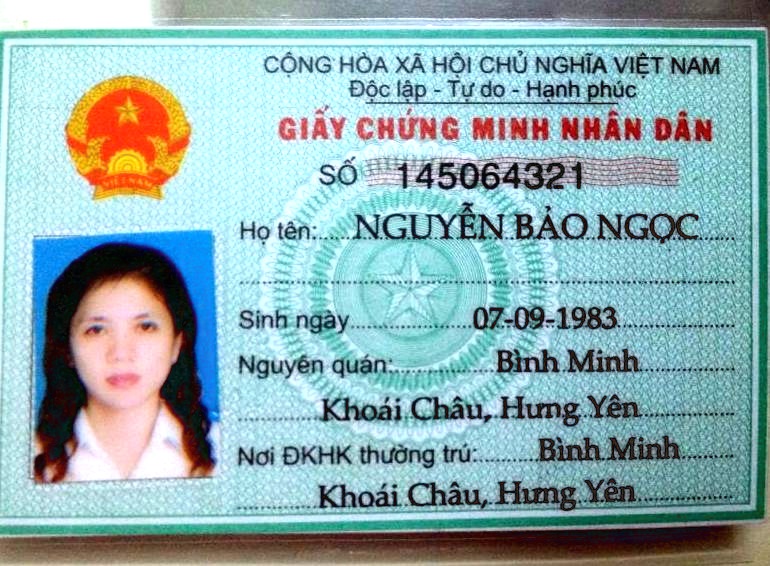 CỘNG HÒA XÃ HỘI CHỦ NGHĨA VIỆT NAM
Độc lập - Tự do - Hạnh phúc
GIẤY CHỨNG MINH NHÂN DÂN
SỐ 145064321
Họ tên: NGUYỄN BẢO NGỌC
Sinh ngày 07-09-1983
Nguyên quán: Bình Minh
Khoái Châu, Hưng Yên
Nơi ĐKHK thường trú: Bình Minh
Khoái Châu, Hưng Yên
VIỆT NAM